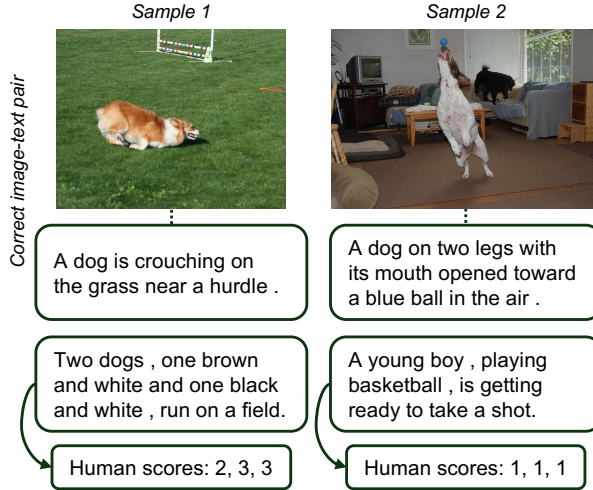 Sample 1
Sample 2
Correct image-text pair
A dog is crouching on
the grass near a hurdle .
A dog on two legs with
its mouth opened toward
a blue ball in the air .
Two dogs , one brown
and white and one black
and white , run on a field.
A young boy , playing
basketball , is getting
ready to take a shot.
Human scores: 2, 3, 3
Human scores: 1, 1, 1